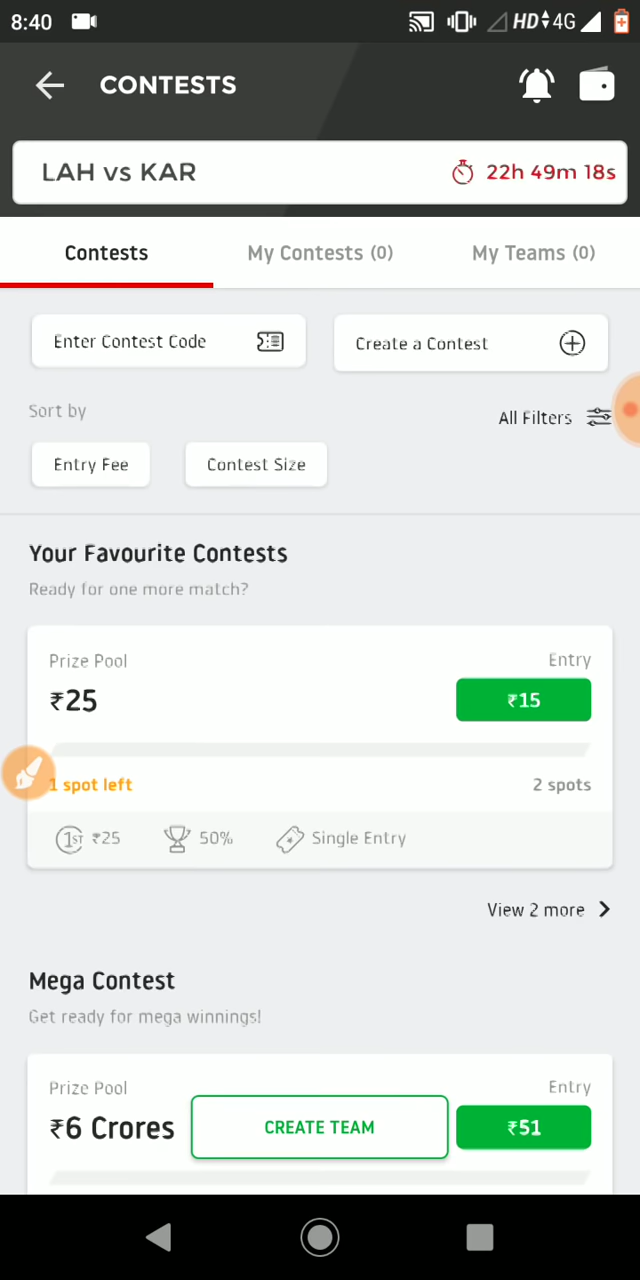 8:40 HD 4G
CONTESTS
LAH vs KAR 22h 49m 18s
Contests My Contests (0) My Teams (0)
Enter Contest Code Create a Contest
Sort by All Filters
Entry Fee Contest Size
Your Favourite Contests
Ready for one more match?
Prize Pool Entry
₹25 ₹15
1 spot left 2 spots
1ST ₹25 50% Single Entry
View 2 more
Mega Contest
Get ready for mega winnings!
Prize Pool Entry
₹6 Crores CREATE TEAM ₹51